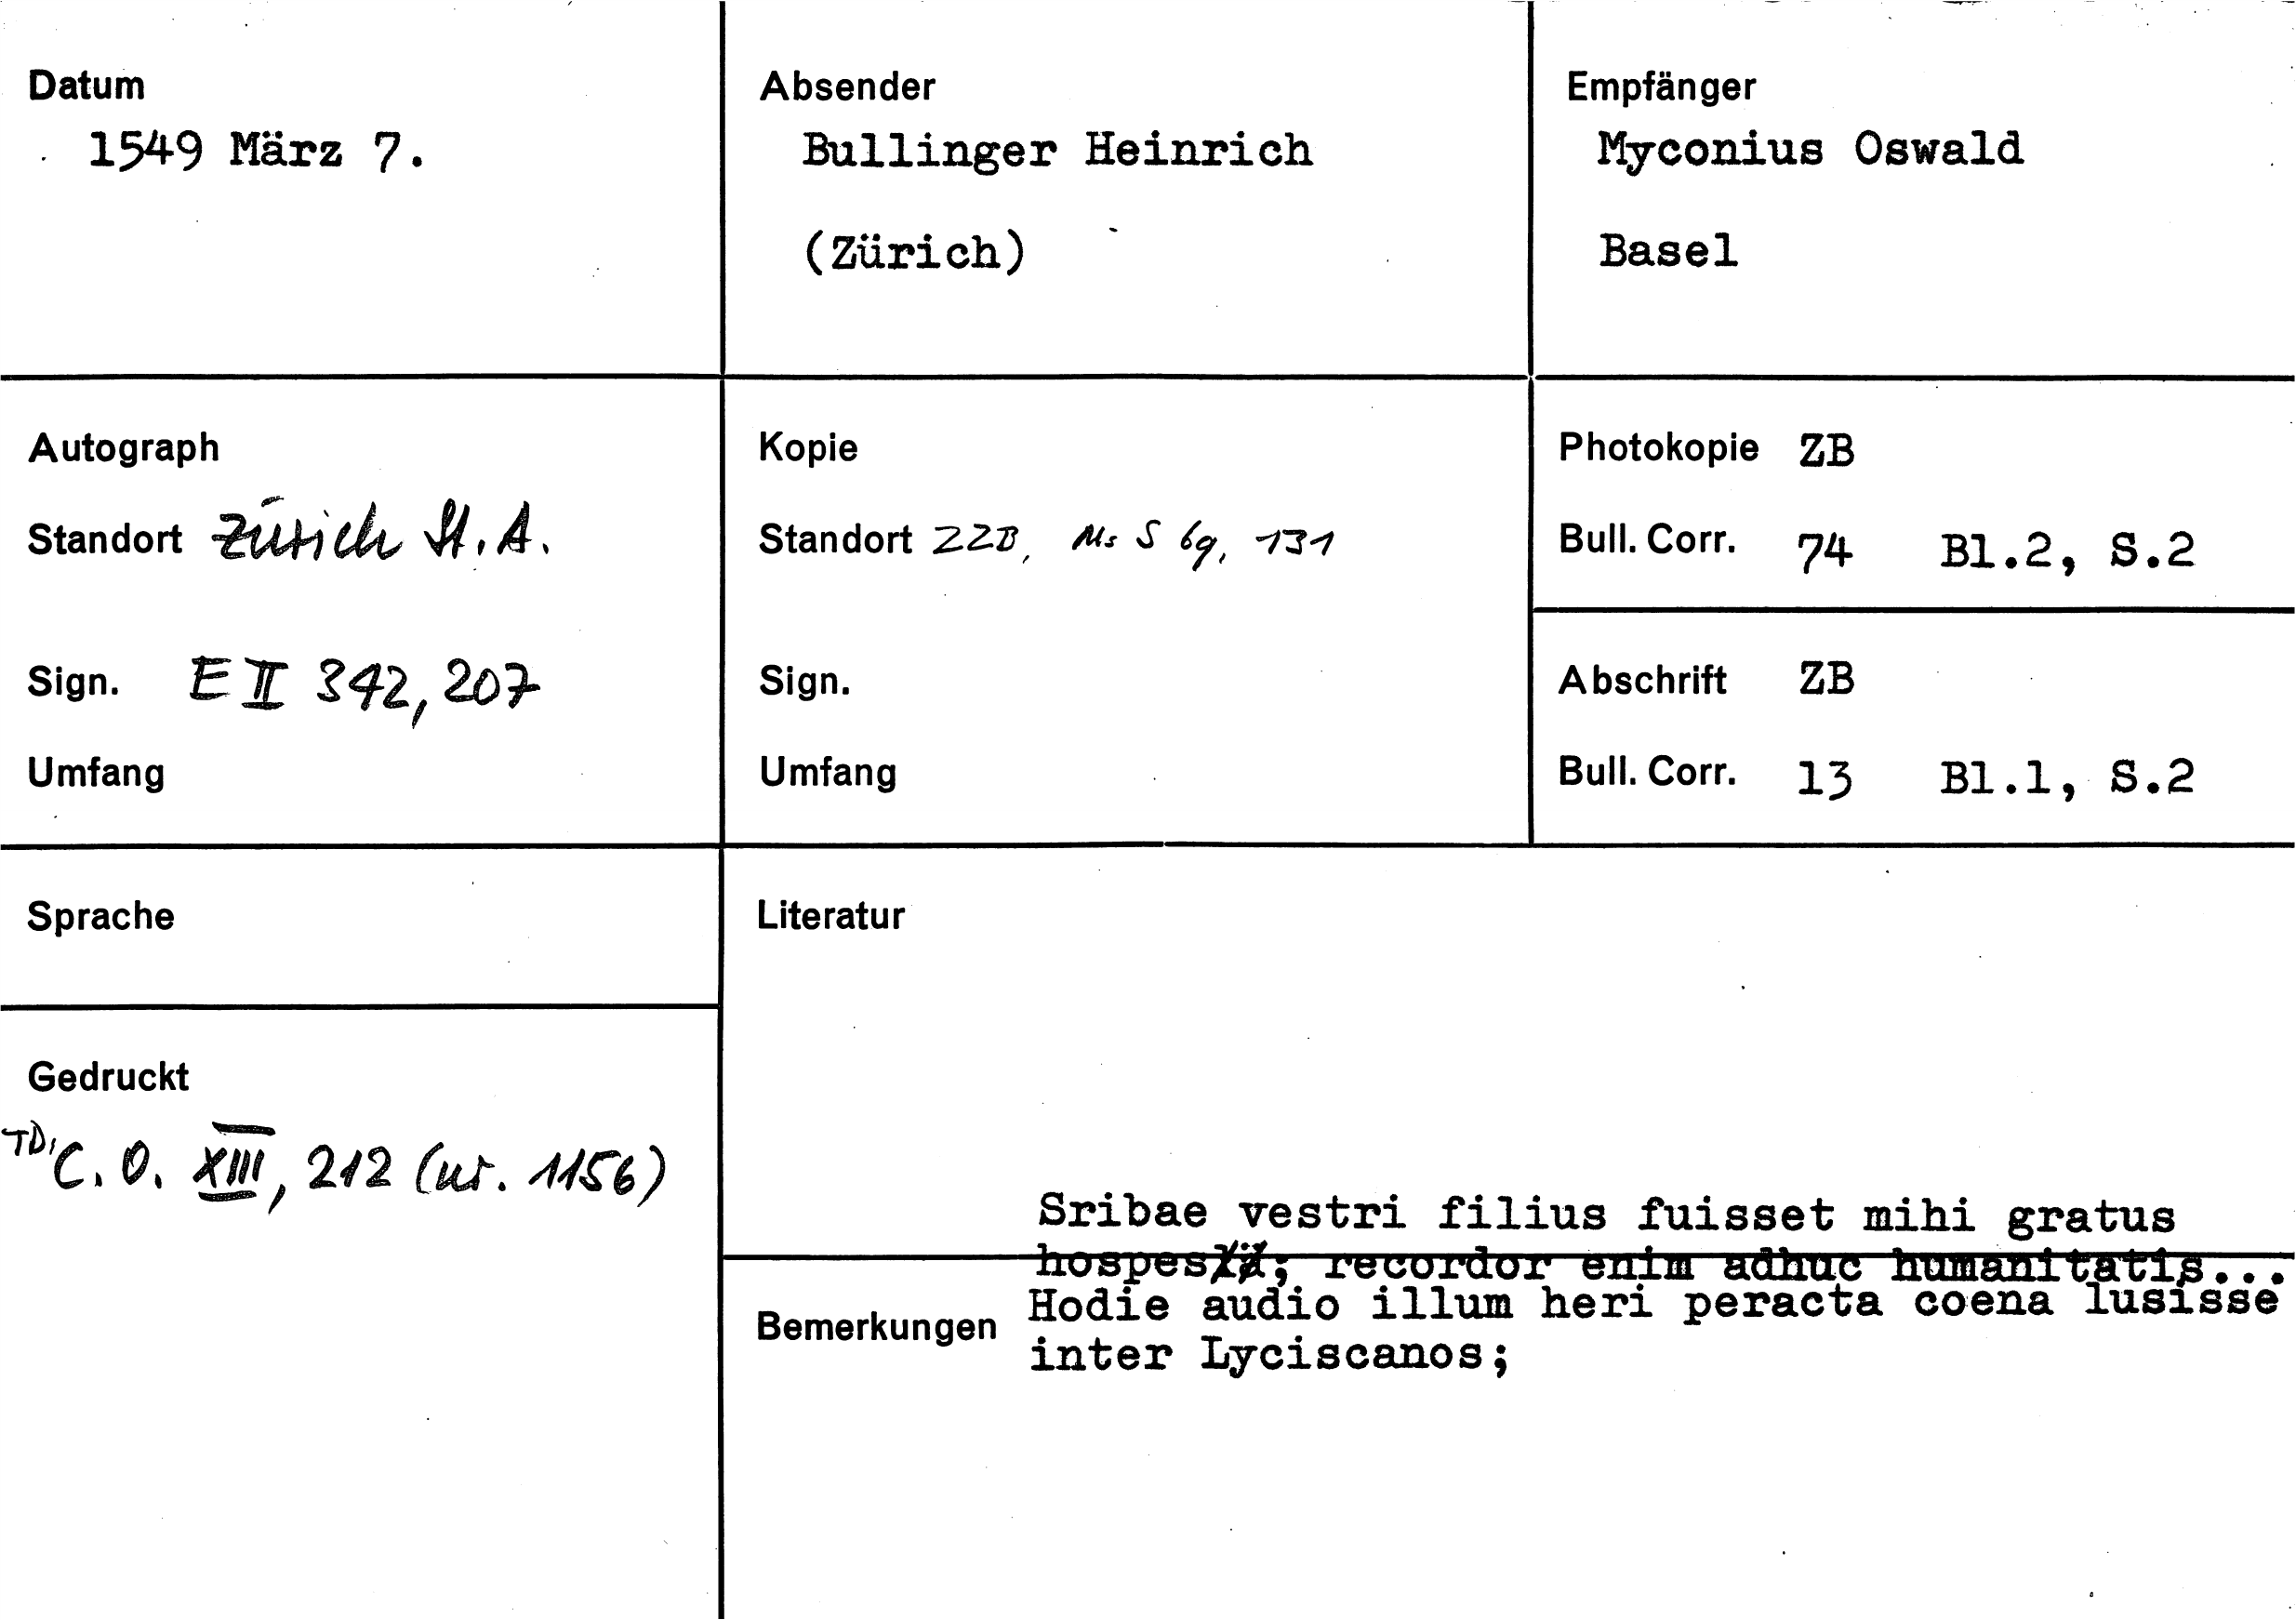 Datum
1549 März 7.
Absender
Bullinger Heinrich
(Zürich)
Empfänger
Myconius Oswald
Basel
Autograph
Standort Zürich St. A.
Sign. E II 342, 207
Umfang
Kopie
Standort ZZB, Ms S 69, 131
Sign.
Umfang
Photokopie ZB
Bull. Corr. 74 Bl.2, S.2
Abschrift ZB
Bull. Corr. 13 Bl.1, S.2
Sprache
Literatur
Gedruckt
TD, C. O. XIII, 212 (nr. 1156)
Sribae vestri filius fuisset mihi gratus
hospes; recordor enim adhuc humanitatis...
Bemerkungen Hodie audio illum heri peracta coena lusisse
inter Lyciscanos;